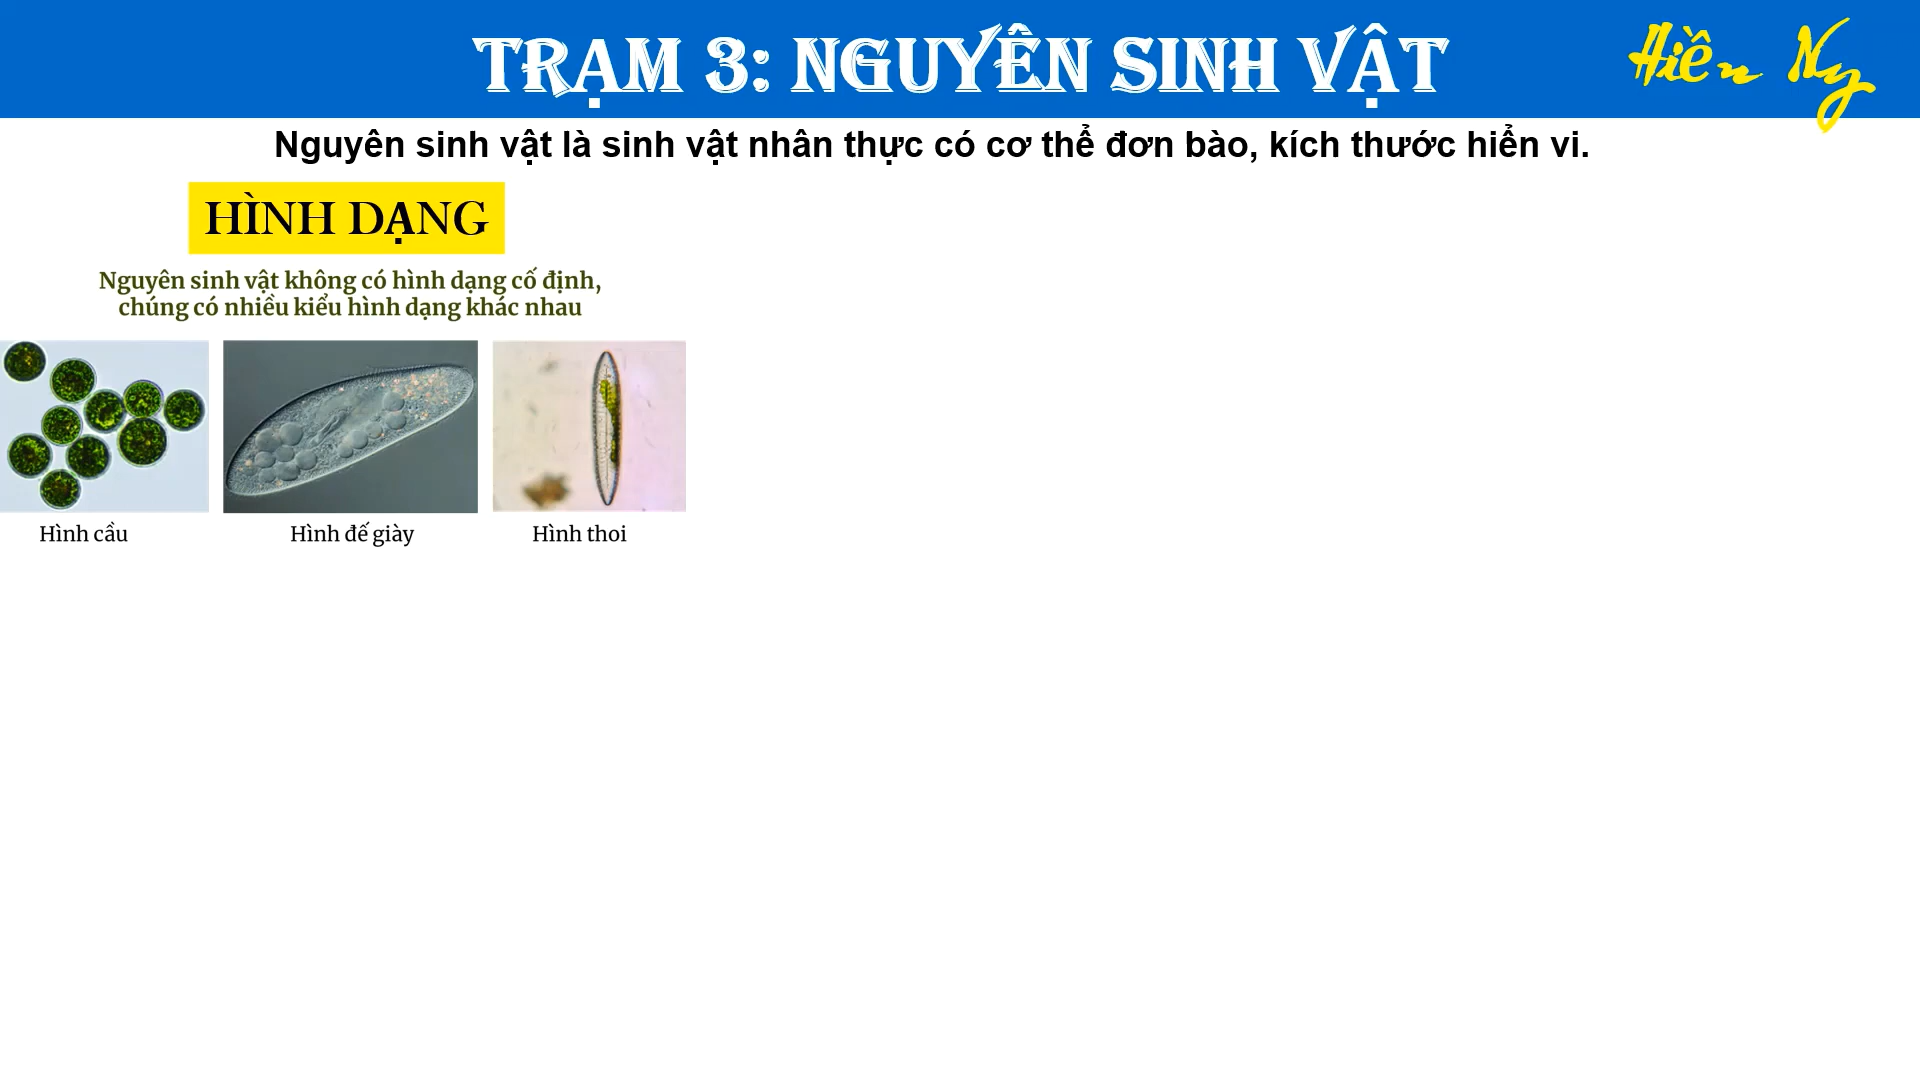 TRẠM 3: NGUYÊN SINH VẬT
Hiền Ny
Nguyên sinh vật là sinh vật nhân thực có cơ thể đơn bào, kích thước hiển vi.
HÌNH DẠNG
Nguyên sinh vật không có hình dạng cố định,
chúng có nhiều kiểu hình dạng khác nhau
Hình cầu
Hình đế giày
Hình thoi